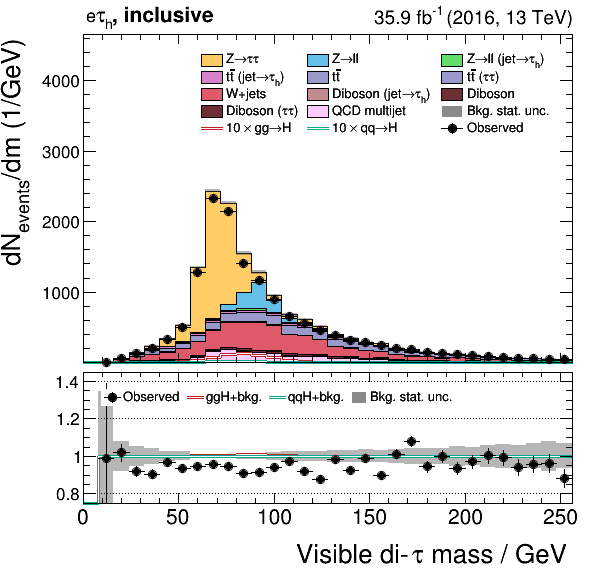 eτh, inclusive 35.9 fb-1 (2016, 13 TeV)
dNevents/dm (1/GeV)
4000
3000
2000
1000
Z→ττ Z→ll Z→ll (jet→τh)
tt̄ (jet→τh) tt̄ tt̄ (ττ)
W+jets Diboson (jet→τh) Diboson
Diboson (ττ) QCD multijet Bkg. stat. unc.
10 × gg→H 10 × qq→H Observed
1.4
1.2
1
0.8
Observed ggH+bkg. qqH+bkg. Bkg. stat. unc.
0 50 100 150 200 250
Visible di-τ mass / GeV